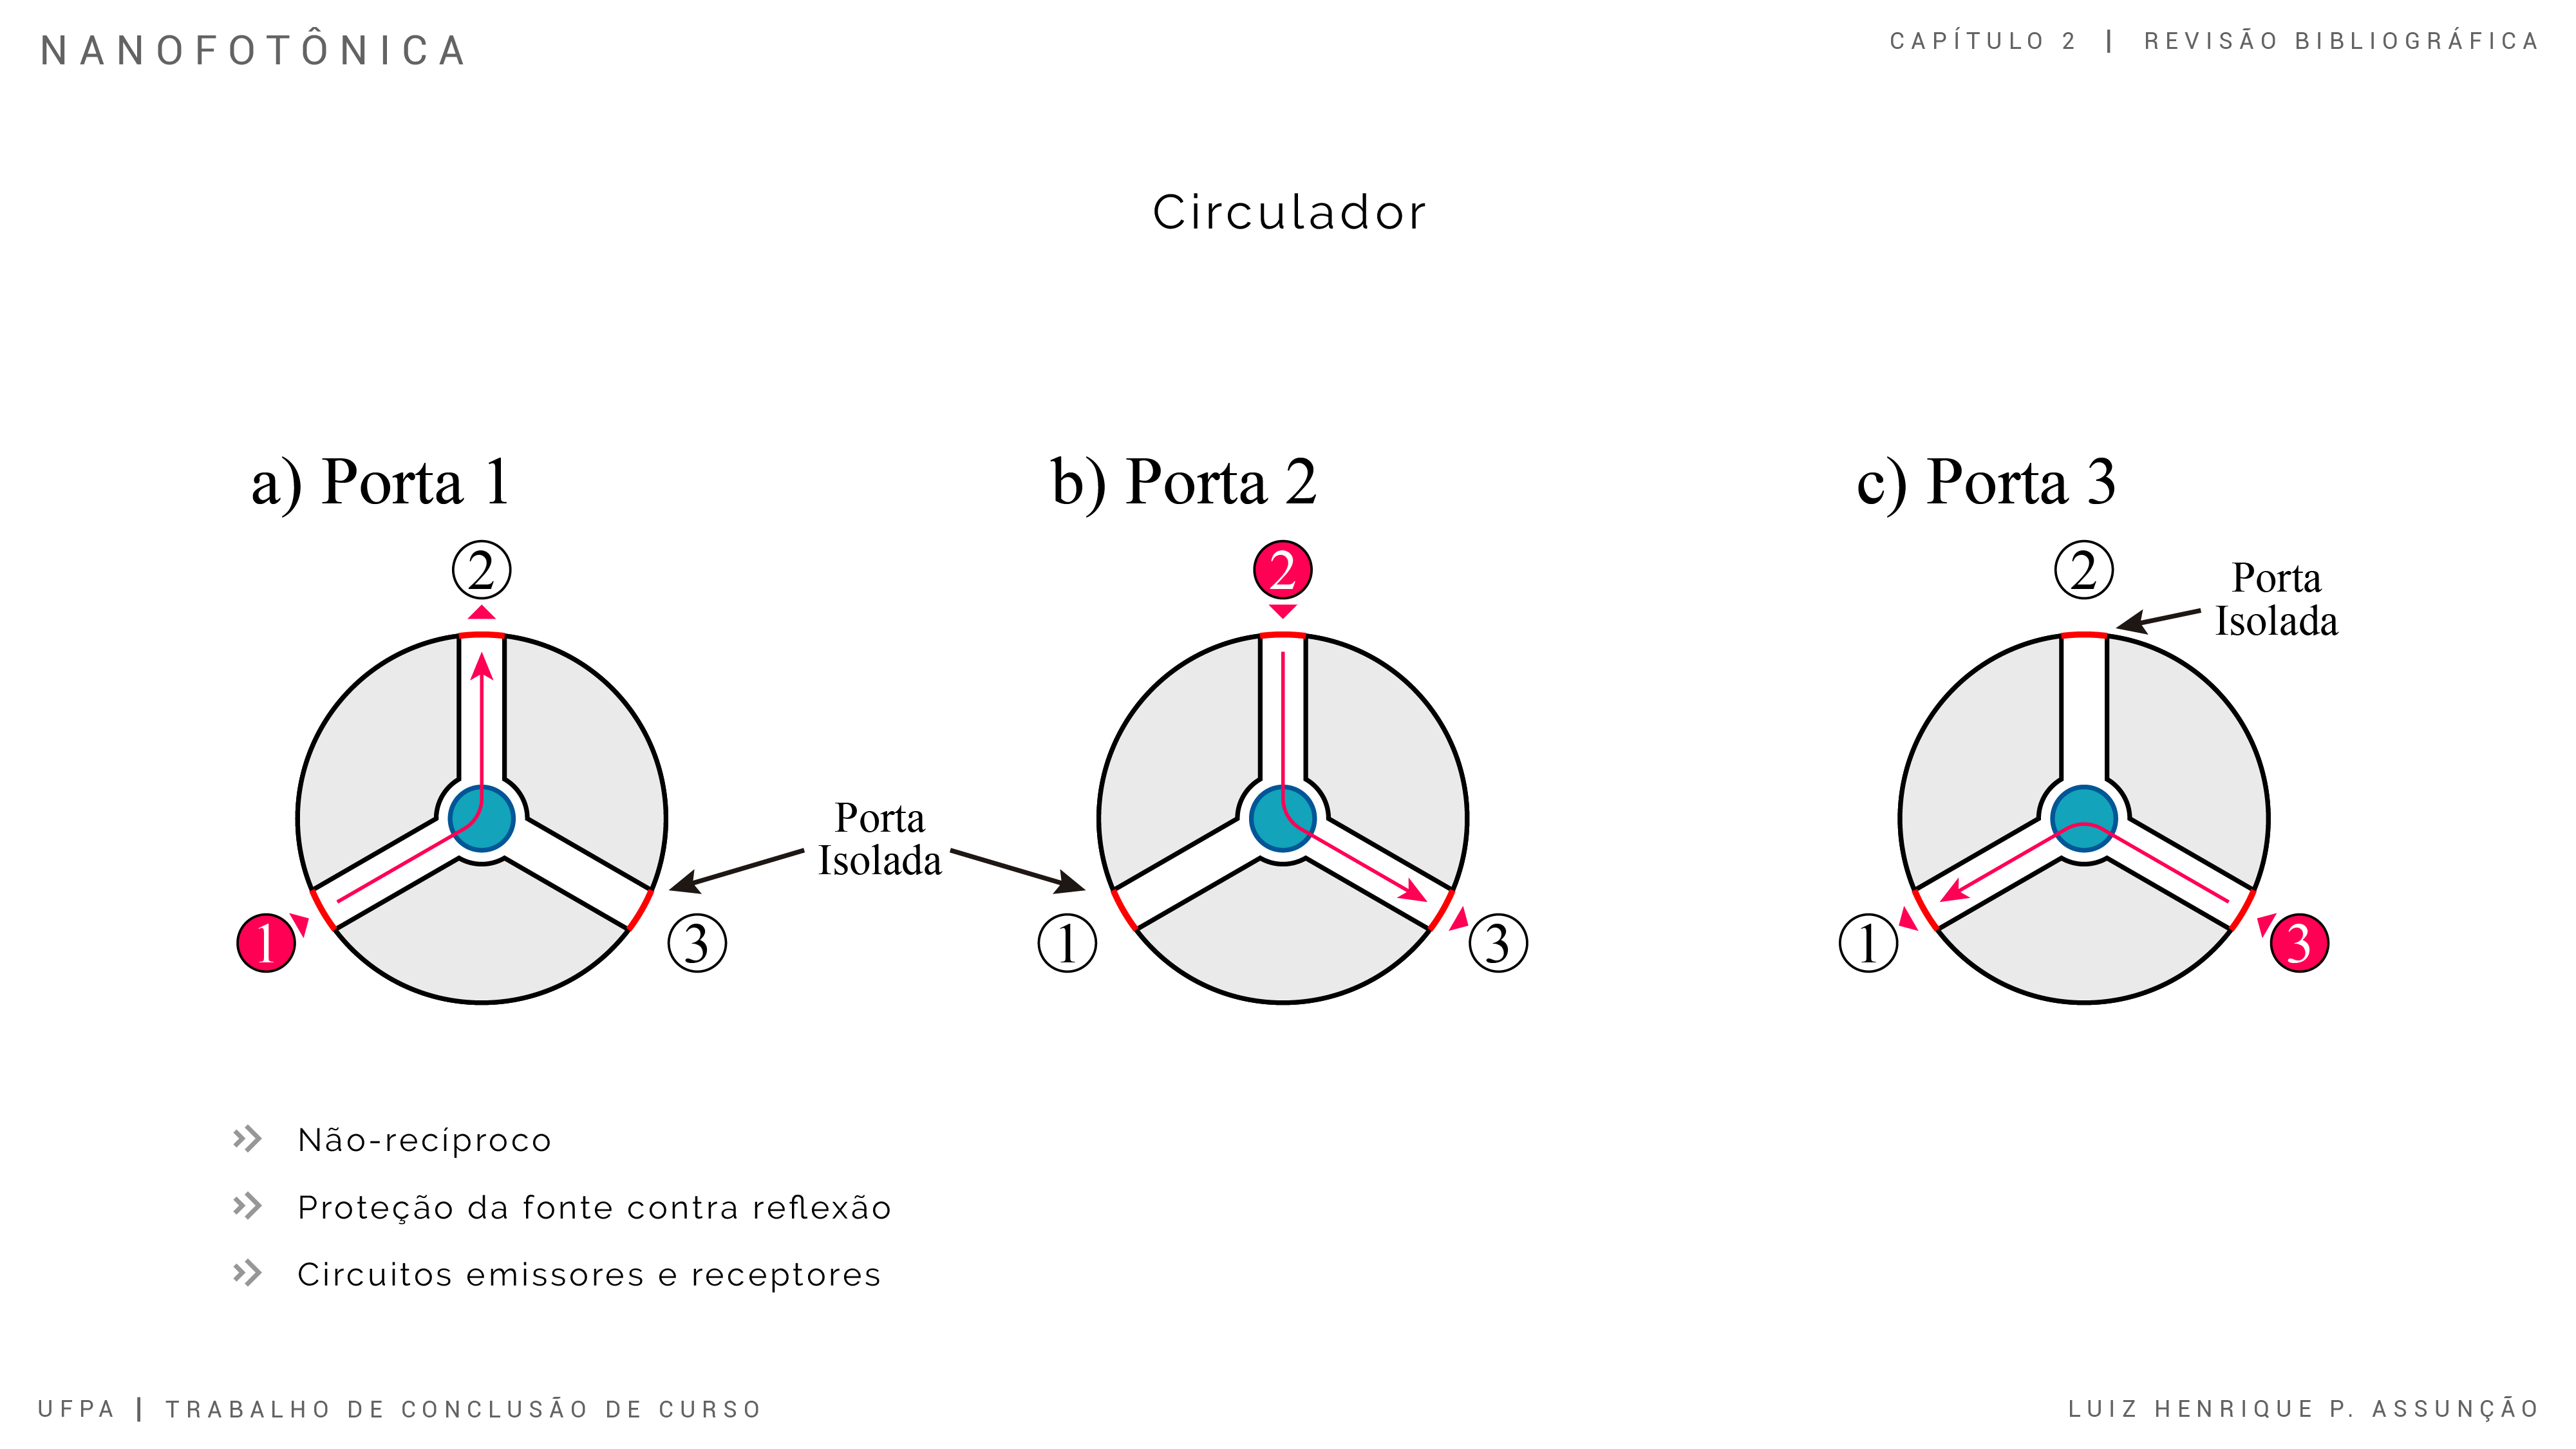 NANOFOTÔNICA
CAPÍTULO 2 | REVISÃO BIBLIOGRÁFICA
Circulador
a) Porta 1
b) Porta 2
c) Porta 3
2
1
3
Porta
Isolada
2
1
3
2
Porta
Isolada
1
3
Não-recíproco
Proteção da fonte contra reflexão
Circuitos emissores e receptores
UFPA | TRABALHO DE CONCLUSÃO DE CURSO
LUIZ HENRIQUE P. ASSUNÇÃO